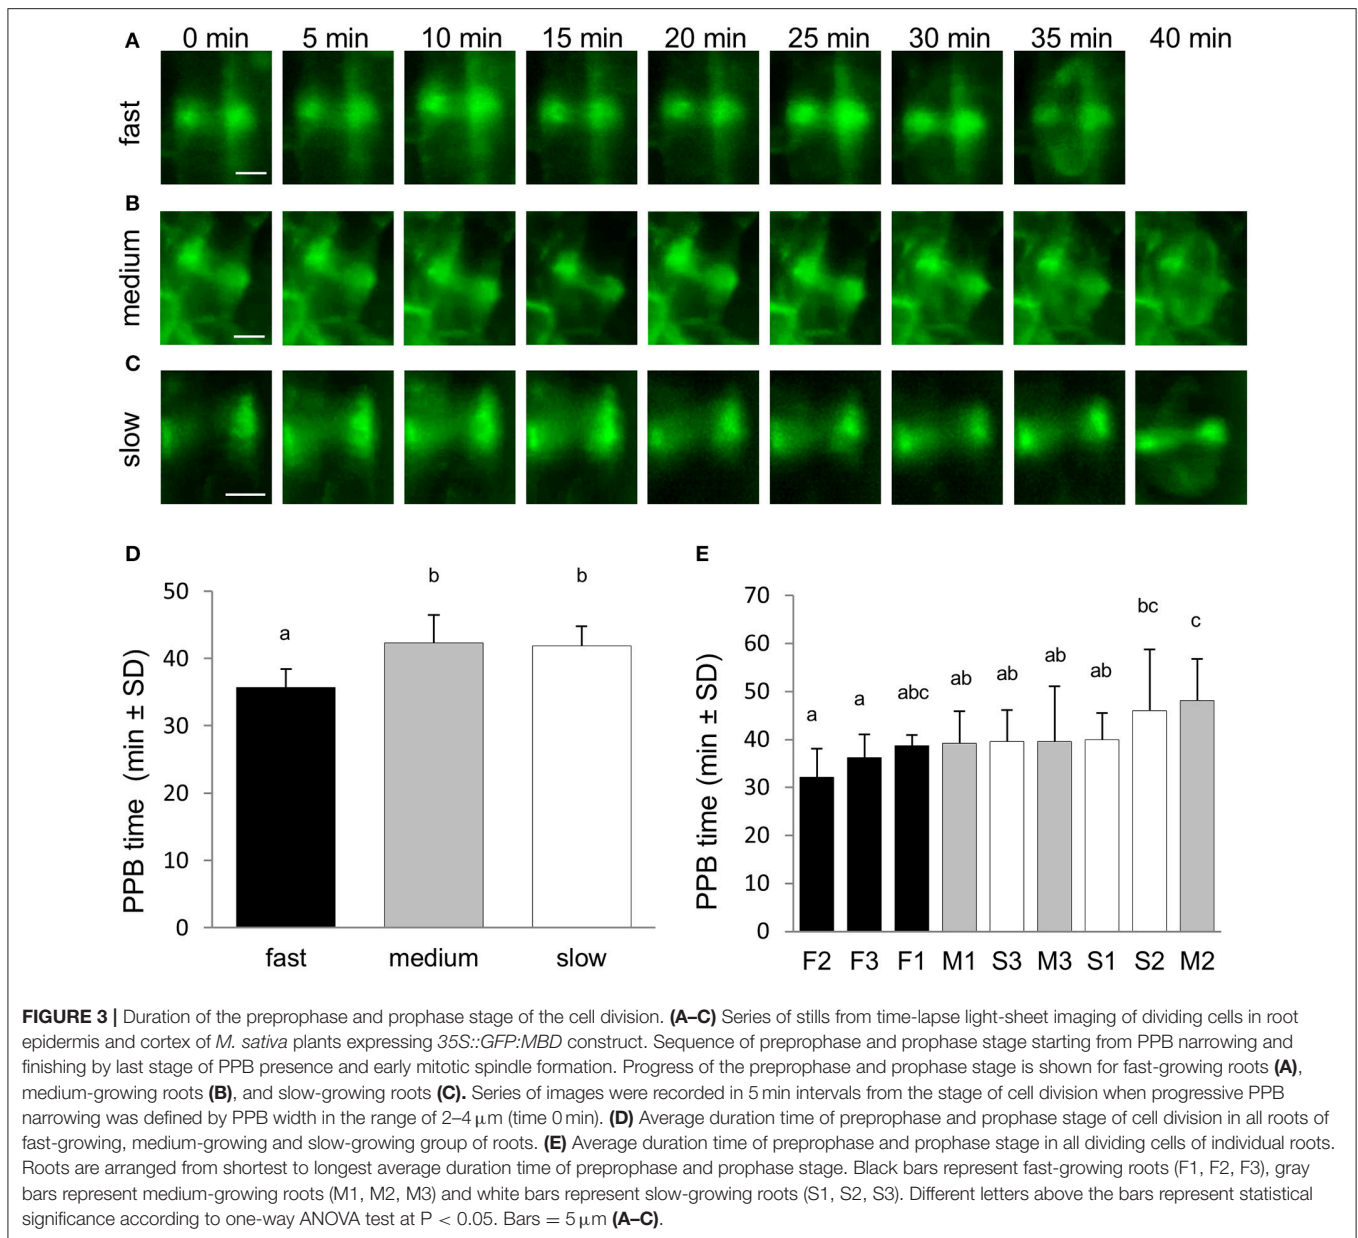 A
0 min 5 min 10 min 15 min 20 min 25 min 30 min 35 min 40 min
fast
B
medium
C
slow
D
PPB time (min ± SD)
50
40
30
20
10
0
a b b
fast medium slow
E
PPB time (min ± SD)
70
60
50
40
30
20
10
0
a a abc ab ab ab ab bc c
F2 F3 F1 M1 S3 M3 S1 S2 M2
FIGURE 3 | Duration of the preprophase and prophase stage of the cell division. (A–C) Series of stills from time-lapse light-sheet imaging of dividing cells in root
epidermis and cortex of M. sativa plants expressing 35S::GFP:MBD construct. Sequence of preprophase and prophase stage starting from PPB narrowing and
finishing by last stage of PPB presence and early mitotic spindle formation. Progress of the preprophase and prophase stage is shown for fast-growing roots (A),
medium-growing roots (B), and slow-growing roots (C). Series of images were recorded in 5 min intervals from the stage of cell division when progressive PPB
narrowing was defined by PPB width in the range of 2–4 μm (time 0 min). (D) Average duration time of preprophase and prophase stage of cell division in all roots of
fast-growing, medium-growing and slow-growing group of roots. (E) Average duration time of preprophase and prophase stage in all dividing cells of individual roots.
Roots are arranged from shortest to longest average duration time of preprophase and prophase stage. Black bars represent fast-growing roots (F1, F2, F3), gray
bars represent medium-growing roots (M1, M2, M3) and white bars represent slow-growing roots (S1, S2, S3). Different letters above the bars represent statistical
significance according to one-way ANOVA test at P < 0.05. Bars = 5 μm (A–C).